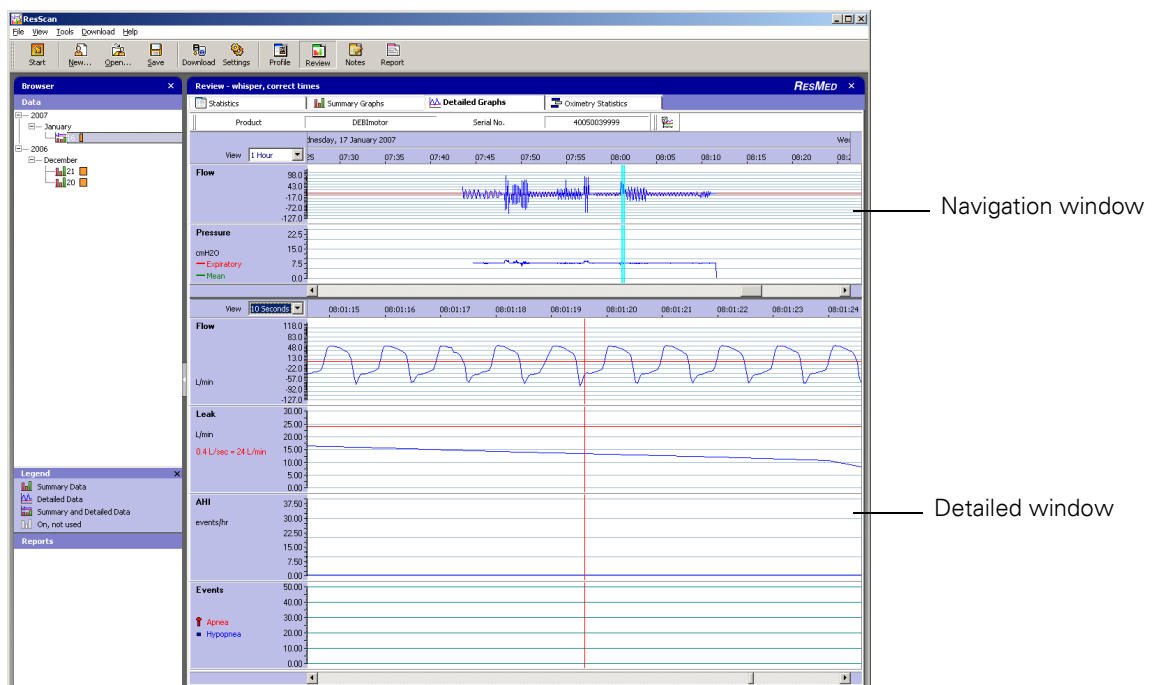 ResScan
File View Tools Download Help
Start New... Open... Save Download Settings Profile Review Notes Report
Browser ×
Data
2007
January
16
2006
December
21
20
Legend ×
Summary Data
Detailed Data
Summary and Detailed Data
On, not used
Reports
Review - whisper, correct times RESMED ×
Statistics Summary Graphs Detailed Graphs Oximetry Statistics
Product DEBImotor Serial No. 40050039999
dnesday, 17 January 2007 Wed
View 1 Hour 25 07:30 07:35 07:40 07:45 07:50 07:55 08:00 08:05 08:10 08:15 08:20 08:2
Flow
98.0
43.0
-17.0
-72.0
-127.0
Pressure
cmH2O
Expiratory
Mean
22.5
15.0
7.5
0.0
View 10 Seconds 08:01:15 08:01:16 08:01:17 08:01:18 08:01:19 08:01:20 08:01:21 08:01:22 08:01:23 08:01:24
Flow
L/min
118.0
83.0
48.0
13.0
-22.0
-57.0
-92.0
-127.0
Leak
L/min
0.4 L/sec = 24 L/min
30.00
25.00
20.00
15.00
10.00
5.00
0.00
AHI
events/hr
37.50
30.00
22.50
15.00
7.50
0.00
Events
Apnea
Hypopnea
50.00
40.00
30.00
20.00
10.00
0.00
Navigation window
Detailed window